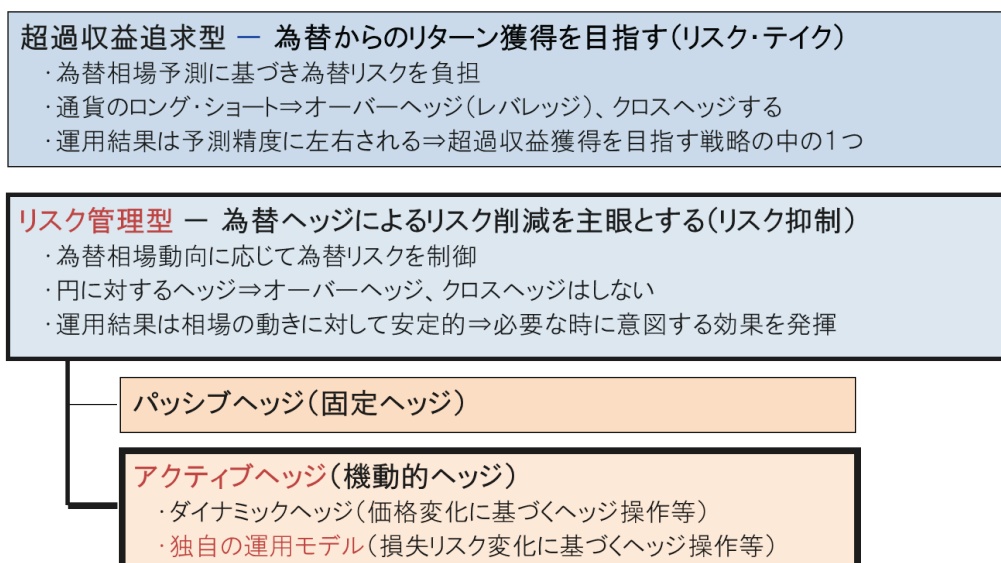 超過収益追求型 ー 為替からのリターン獲得を目指す(リスク・テイク)
・為替相場予測に基づき為替リスクを負担
・通貨のロング・ショート⇒オーバーヘッジ(レバレッジ)、クロスヘッジする
・運用結果は予測精度に左右される⇒超過収益獲得を目指す戦略の中の1つ
リスク管理型 ー 為替ヘッジによるリスク削減を主眼とする(リスク抑制)
・為替相場動向に応じて為替リスクを制御
・円に対するヘッジ⇒オーバーヘッジ、クロスヘッジはしない
・運用結果は相場の動きに対して安定的⇒必要な時に意図する効果を発揮
パッシブヘッジ(固定ヘッジ)
アクティブヘッジ(機動的ヘッジ)
・ダイナミックヘッジ(価格変化に基づくヘッジ操作等)
・独自の運用モデル(損失リスク変化に基づくヘッジ操作等)